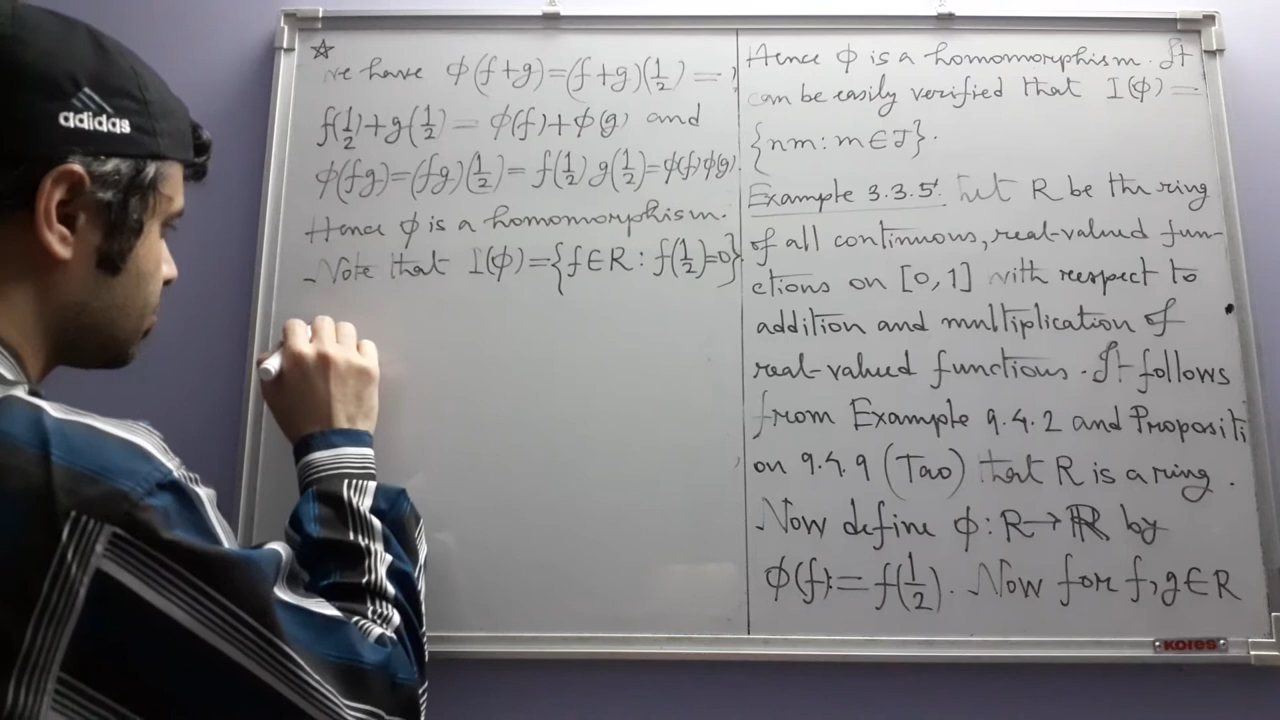 adidas
☆
We have ϕ(f+g)=(f+g)(1/2)=
f(1/2)+g(1/2)=ϕ(f)+ϕ(g) and
ϕ(fg)=(fg)(1/2)=f(1/2)g(1/2)=ϕ(f)ϕ(g).
Hence ϕ is a homomorphism.
Note that I(ϕ)={f∈R: f(1/2)=0}
Hence ϕ is a homomorphism. It
can be easily verified that I(ϕ)=
{nm: m∈J}.
Example 3.3.5: Let R be the ring
of all continuous, real-valued fun-
ctions on [0,1] with respect to
addition and multiplication of
real-valued functions. It follows
from Example 9.4.2 and Propositi
on 9.4.9 (Tao) that R is a ring.
Now define ϕ: R→ℝ by
ϕ(f):=f(1/2). Now for f,g∈R
KORES